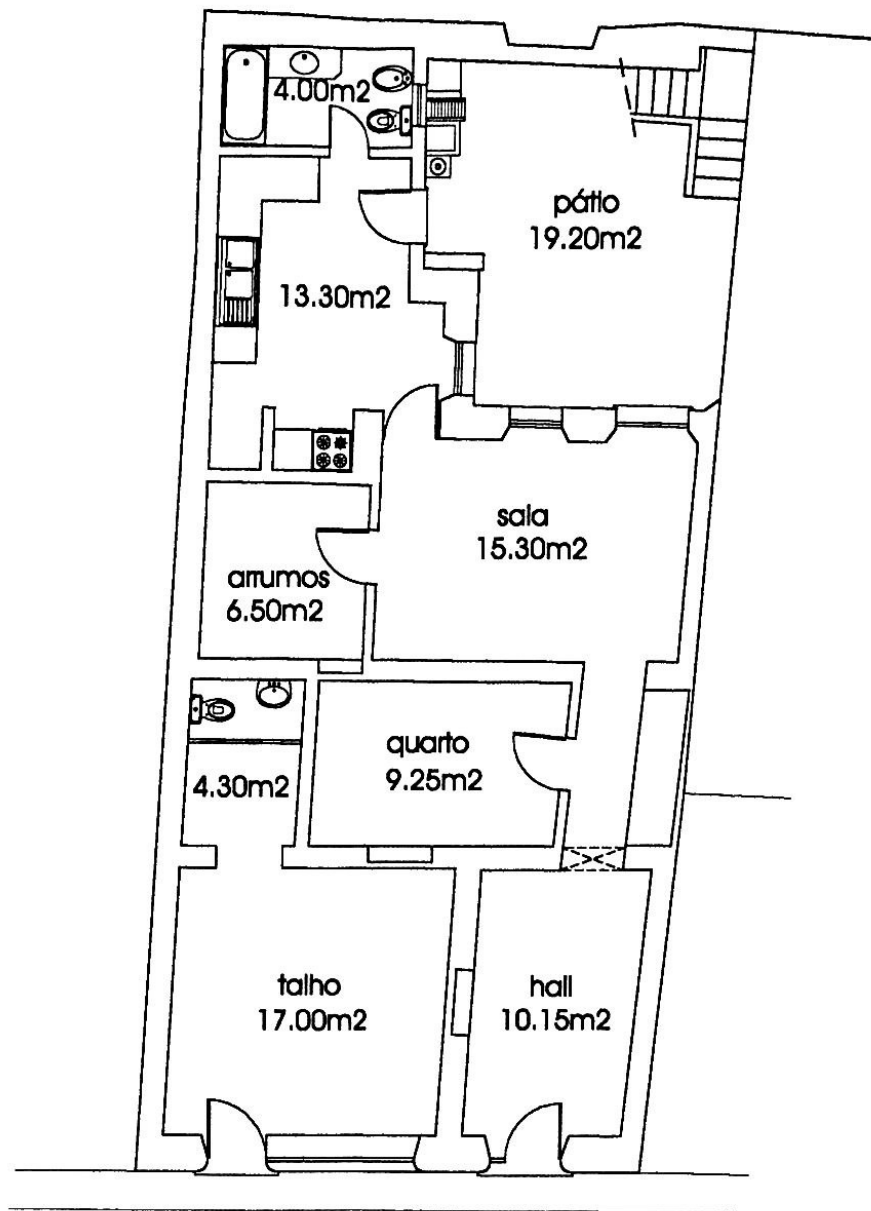 4.00m2
pátio
19.20m2
13.30m2
sala
15.30m2
arrumos
6.50m2
quarto
9.25m2
4.30m2
talho
17.00m2
hall
10.15m2